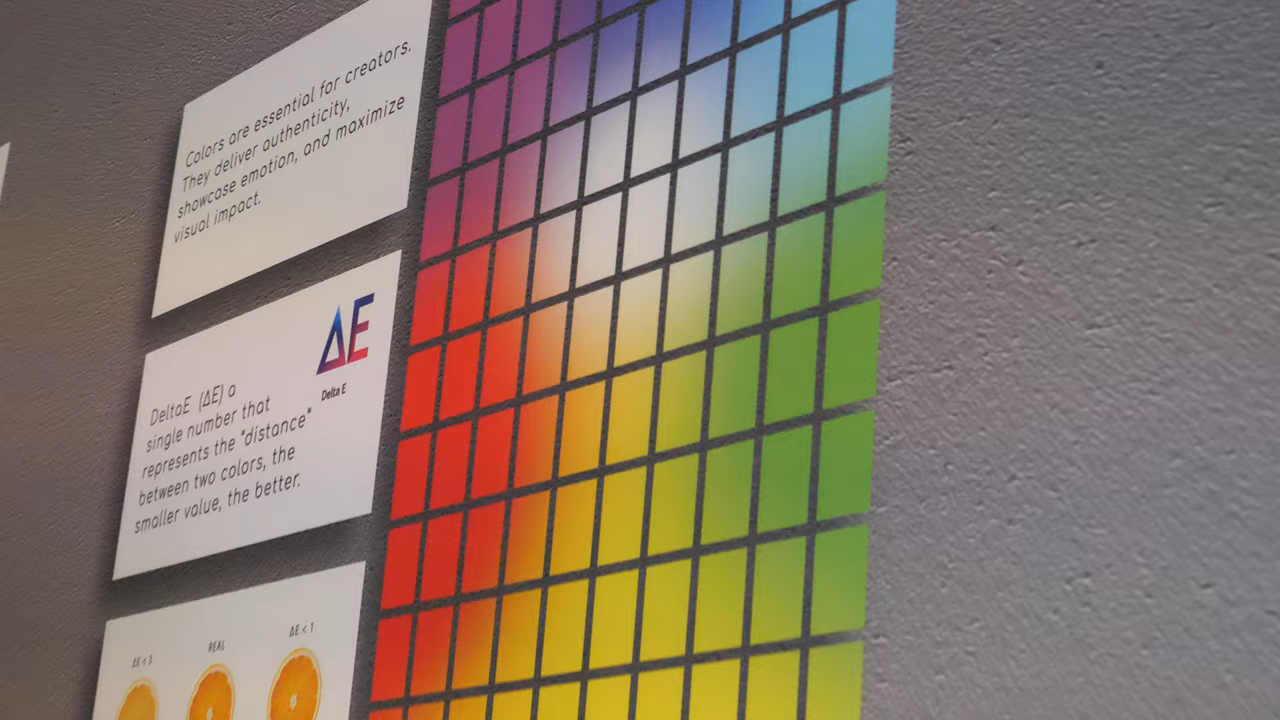 Colors are essential for creators.
They deliver authenticity,
showcase emotion, and maximize
visual impact.
ΔE
Delta E
DeltaE (ΔE) a
single number that
represents the "distance"
between two colors, the
smaller value, the better.
ΔE < 3
REAL
ΔE < 1